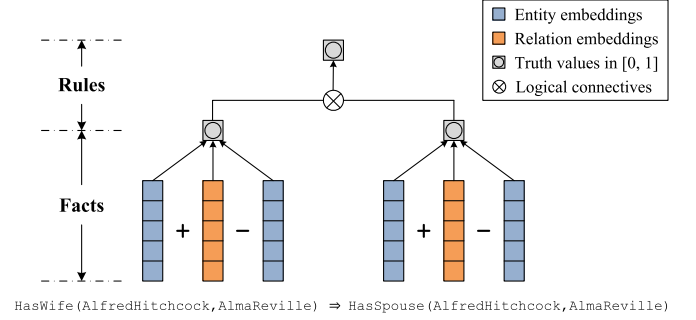 Entity embeddings
Relation embeddings
Truth values in [0, 1]
Logical connectives
Rules
Facts
+ −
+ −
HasWife(AlfredHitchcock,AlmaReville) ⇒ HasSpouse(AlfredHitchcock,AlmaReville)